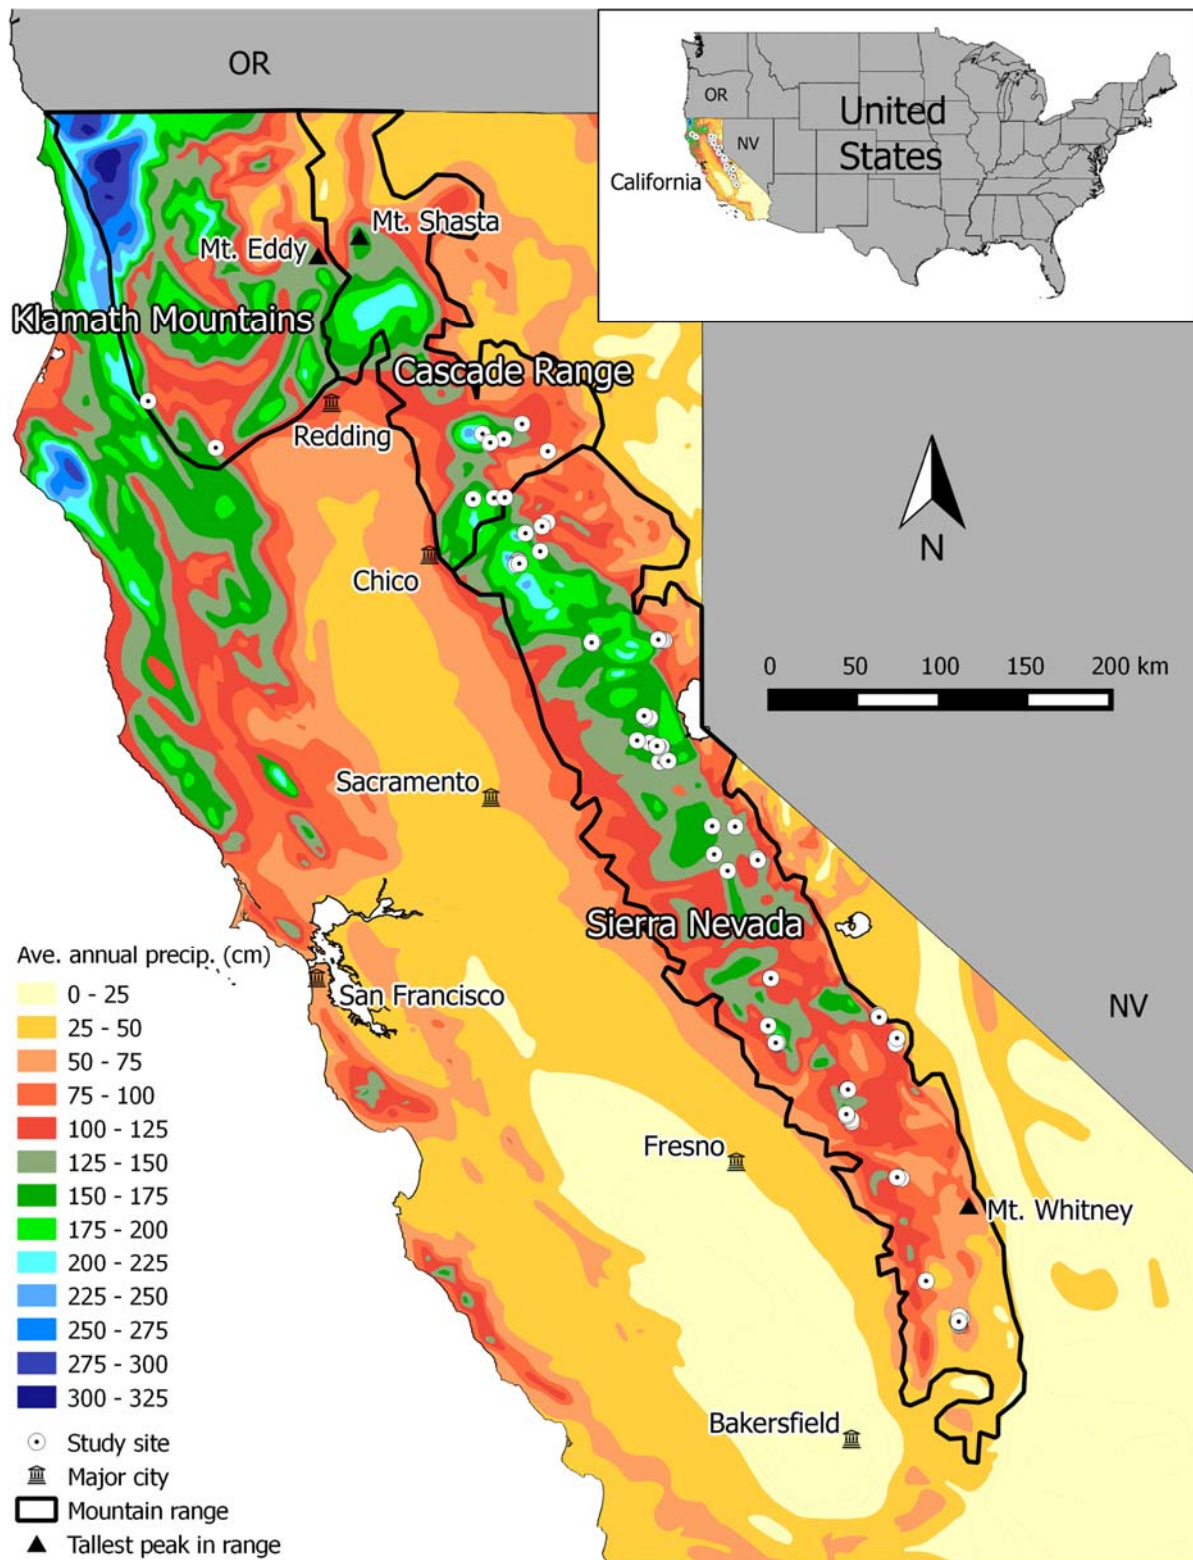 OR
United
States
OR
NV
California
Mt. Shasta
Mt. Eddy
Klamath Mountains
Cascade Range
Redding
N
Chico
0 50 100 150 200 km
Sacramento
Sierra Nevada
Ave. annual precip. (cm)
0 - 25
25 - 50
50 - 75
75 - 100
100 - 125
125 - 150
150 - 175
175 - 200
200 - 225
225 - 250
250 - 275
275 - 300
300 - 325
Study site
Major city
Mountain range
Tallest peak in range
San Francisco
NV
Fresno
Mt. Whitney
Bakersfield